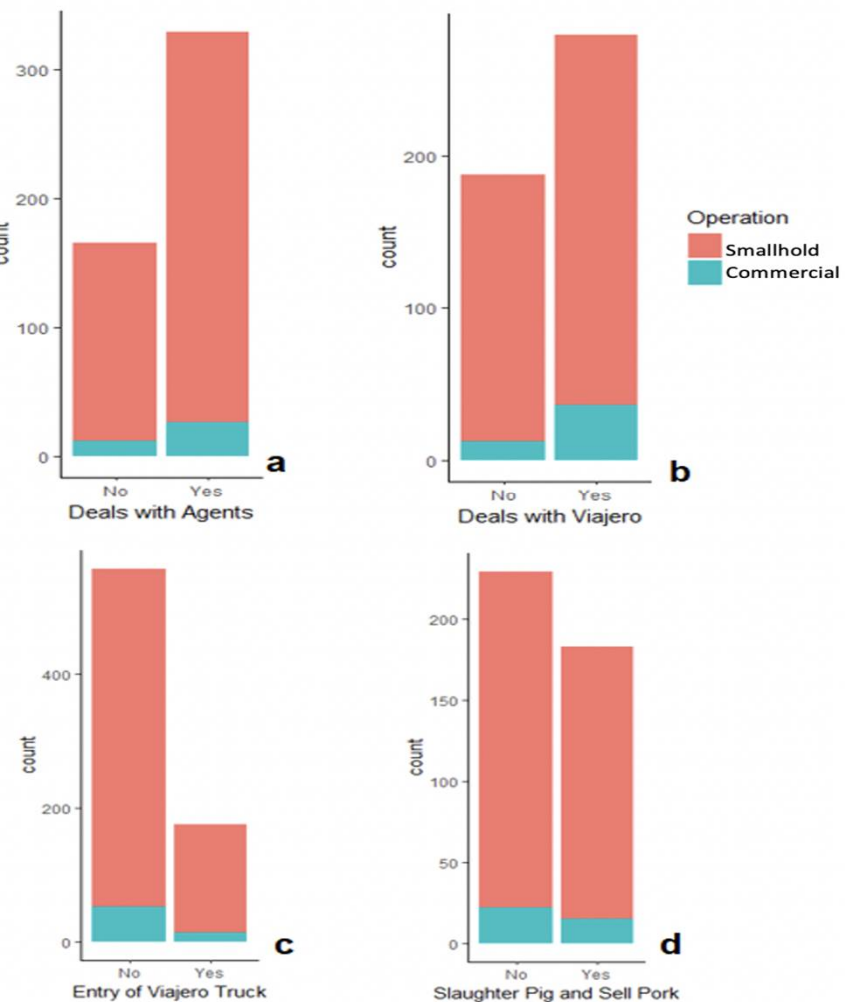 300
200
100
0
count
No Yes
Deals with Agents
a
200
100
0
count
No Yes
Deals with Viajero
b
Operation
Smallhold
Commercial
400
200
0
count
No Yes
Entry of Viajero Truck
c
200
150
100
50
0
count
No Yes
Slaughter Pig and Sell Pork
d